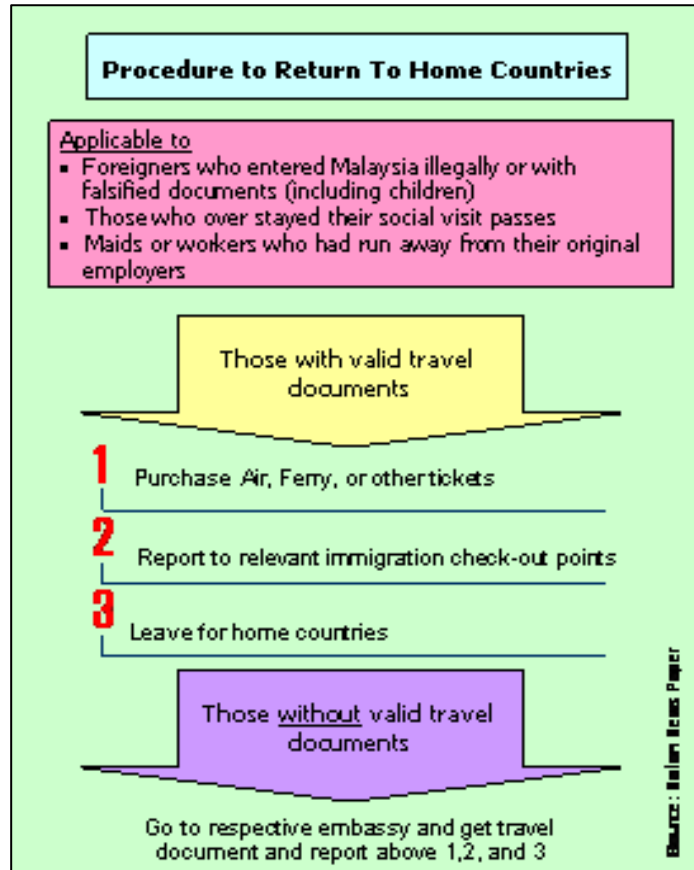 Procedure to Return To Home Countries
Applicable to
▪ Foreigners who entered Malaysia illegally or with
falsified documents (including children)
▪ Those who over stayed their social visit passes
▪ Maids or workers who had run away from their original
employers
Those with valid travel
documents
1 Purchase Air, Ferry, or other tickets
2 Report to relevant immigration check-out points
3 Leave for home countries
Those without valid travel
documents
Go to respective embassy and get travel
document and report above 1,2, and 3
Source : News Paper